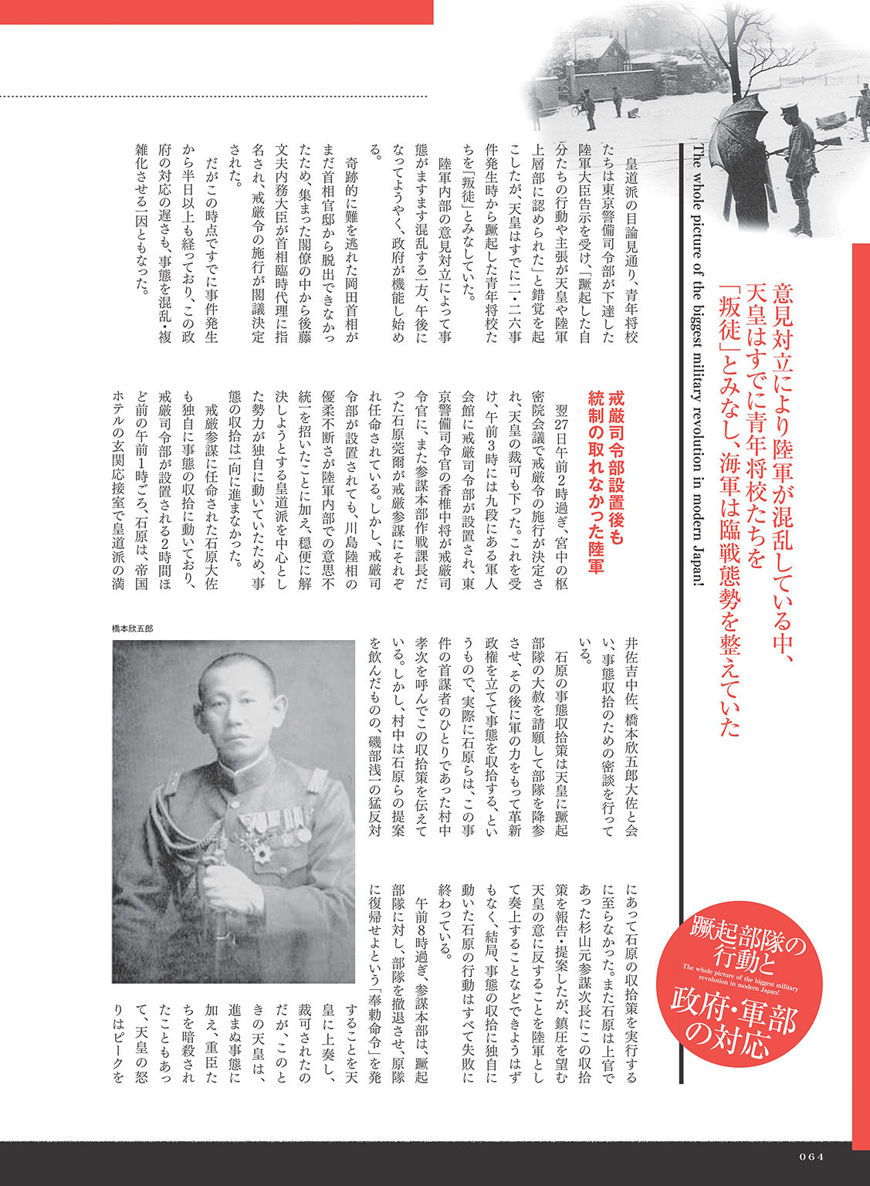 意見対立により陸軍が混乱している中、
天皇はすでに青年将校たちを
「叛徒」とみなし、海軍は臨戦態勢を整えていた
The whole picture of the biggest military revolution in modern Japan!
皇道派の目論見通り、青年将校
たちは東京警備司令部が下達した
陸軍大臣告示を受け、「蹶起した自
分たちの行動や主張が天皇や陸軍
上層部に認められた」と錯覚を起
こしたが、天皇はすでに二・二六事
件発生時から蹶起した青年将校た
ちを「叛徒」とみなしていた。
陸軍内部の意見対立によって事
態がますます混乱する一方、午後に
なってようやく、政府が機能し始め
る。
奇跡的に難を逃れた岡田首相が
まだ首相官邸から脱出できなかっ
たため、集まった閣僚の中から後藤
文夫内務大臣が首相臨時代理に指
名され、戒厳令の施行が閣議決定
された。
だがこの時点ですでに事件発生
から半日以上も経っており、この政
府の対応の遅さも、事態を混乱・複
雑化させる一因ともなった。
戒厳司令部設置後も
統制の取れなかった陸軍
翌27日午前2時過ぎ、宮中の枢
密院会議で戒厳令の施行が決定さ
れ、天皇の裁可も下った。これを受
け、午前3時には九段にある軍人
会館に戒厳司令部が設置され、東
京警備司令官の香椎中将が戒厳司
令官に、また参謀本部作戦課長だ
った石原莞爾が戒厳参謀にそれぞ
れ任命されている。しかし、戒厳司
令部が設置されても、川島陸相の
優柔不断さが陸軍内部での意思不
統一を招いたことに加え、穏便に解
決しようとする皇道派を中心とし
た勢力が独自に動いていたため、事
態の収拾は一向に進まなかった。
戒厳参謀に任命された石原大佐
も独自に事態の収拾に動いており、
戒厳司令部が設置される2時間ほ
ど前の午前1時ごろ、石原は、帝国
ホテルの玄関応接室で皇道派の満
井佐吉中佐、橋本欣五郎大佐と会
い、事態収拾のための密談を行って
いる。
石原の事態収拾策は天皇に蹶起
部隊の大赦を請願して部隊を降参
させ、その後に軍の力をもって革新
政権を立てて事態を収拾する、とい
うもので、実際に石原らは、この事
件の首謀者のひとりであった村中
孝次を呼んでこの収拾策を伝えて
いる。しかし、村中は石原らの提案
を飲んだものの、磯部浅一の猛反対
にあって石原の収拾策を実行する
に至らなかった。また石原は上官で
あった杉山元参謀次長にこの収拾
策を報告・提案したが、鎮圧を望む
天皇の意に反することを陸軍とし
て奏上することなどできようはず
もなく、結局、事態の収拾に独自に
動いた石原の行動はすべて失敗に
終わっている。
午前8時過ぎ、参謀本部は、蹶起
部隊に対し、部隊を撤退させ、原隊
に復帰せよという「奉勅命令」を発
することを天
皇に上奏し、
裁可されたの
だが、このと
きの天皇は、
進まぬ事態に
加え、重臣た
ちを暗殺され
たこともあっ
て、天皇の怒
りはピークを
橋本欣五郎
蹶起部隊の
行動と
The whole picture of the biggest military
revolution in modern Japan!
政府・軍部
の対応
064